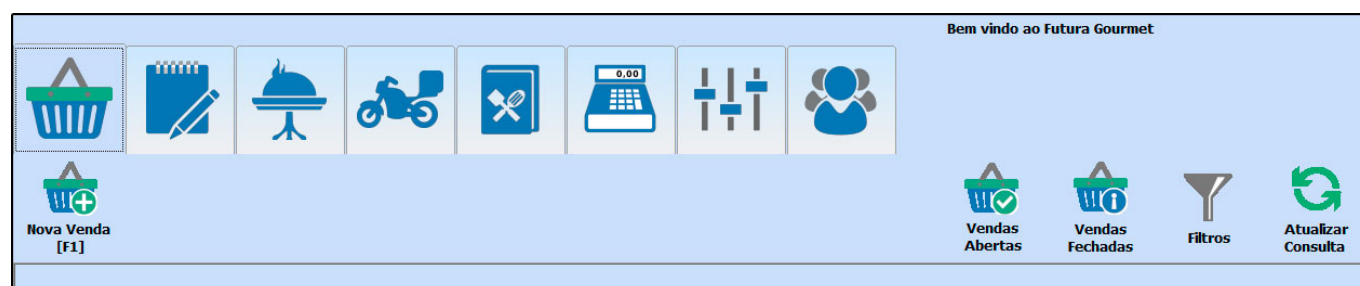 Bem vindo ao Futura Gourmet
0,00
Nova Venda
[F1]
Vendas
Abertas
Vendas
Fechadas
Filtros
Atualizar
Consulta